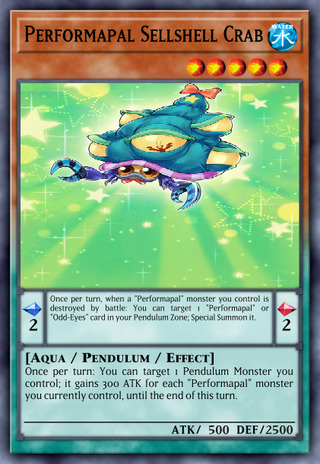 Performapal Sellshell Crab
WATER
水
Once per turn, when a "Performapal" monster you control is
destroyed by battle: You can target 1 "Performapal" or
"Odd-Eyes" card in your Pendulum Zone; Special Summon it.
2
2
[Aqua / Pendulum / Effect]
Once per turn: You can target 1 Pendulum Monster you
control; it gains 300 ATK for each "Performapal" monster
you currently control, until the end of this turn.
ATK/ 500 DEF/2500